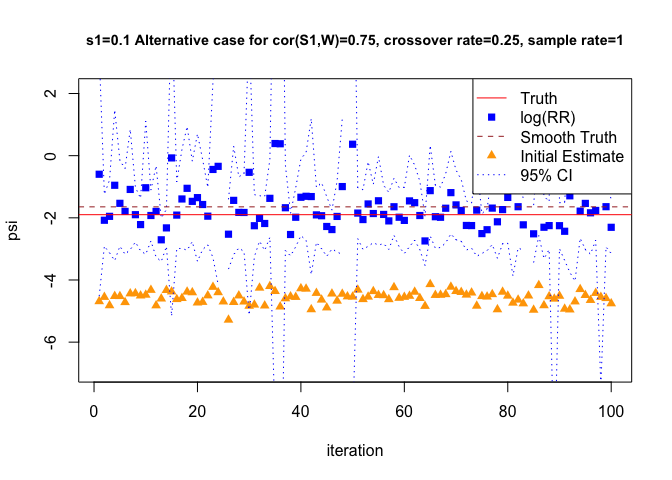 s1=0.1 Alternative case for cor(S1,W)=0.75, crossover rate=0.25, sample rate=1
Truth
log(RR)
Smooth Truth
Initial Estimate
95% CI
2
0
-2
-4
-6
psi
0 20 40 60 80 100
iteration